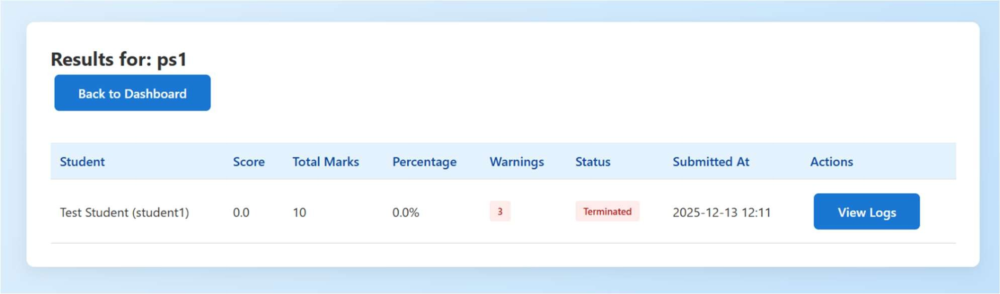 Results for: ps1
Back to Dashboard
Student Score Total Marks Percentage Warnings Status Submitted At Actions
Test Student (student1) 0.0 10 0.0% 3 Terminated 2025-12-13 12:11 View Logs